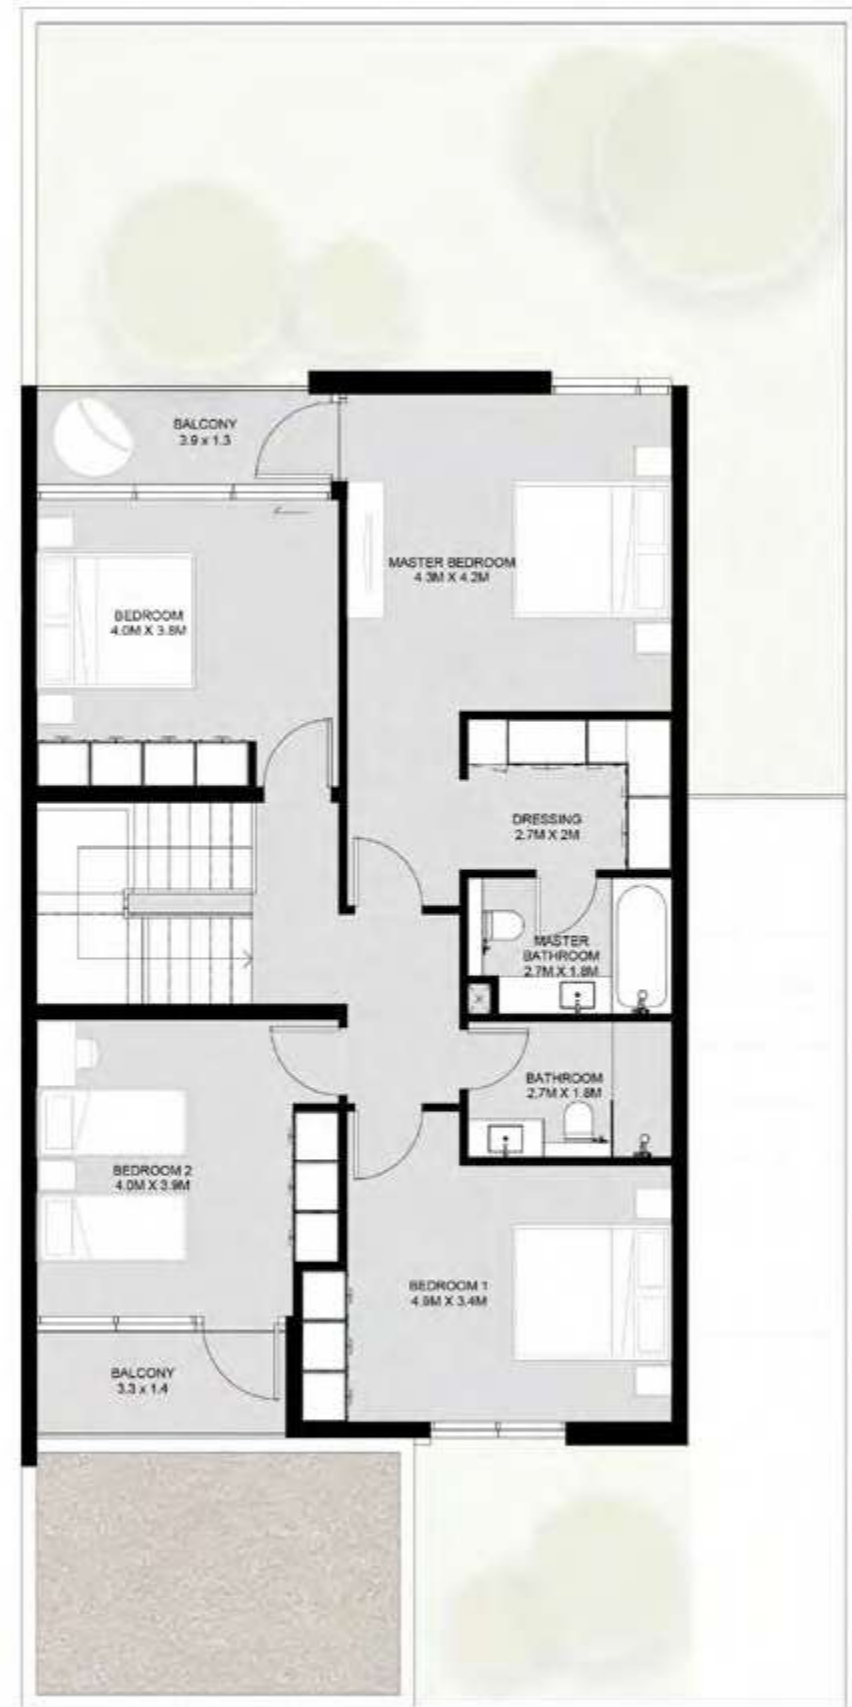 BALCONY
3.9 x 1.3
MASTER BEDROOM
4.3M X 4.2M
BEDROOM
4.0M X 3.8M
DRESSING
2.7M X 2M
MASTER
BATHROOM
2.7M X 1.8M
BATHROOM
2.7M X 1.8M
BEDROOM 2
4.0M X 3.9M
BEDROOM 1
4.9M X 3.4M
BALCONY
3.3 x 1.4